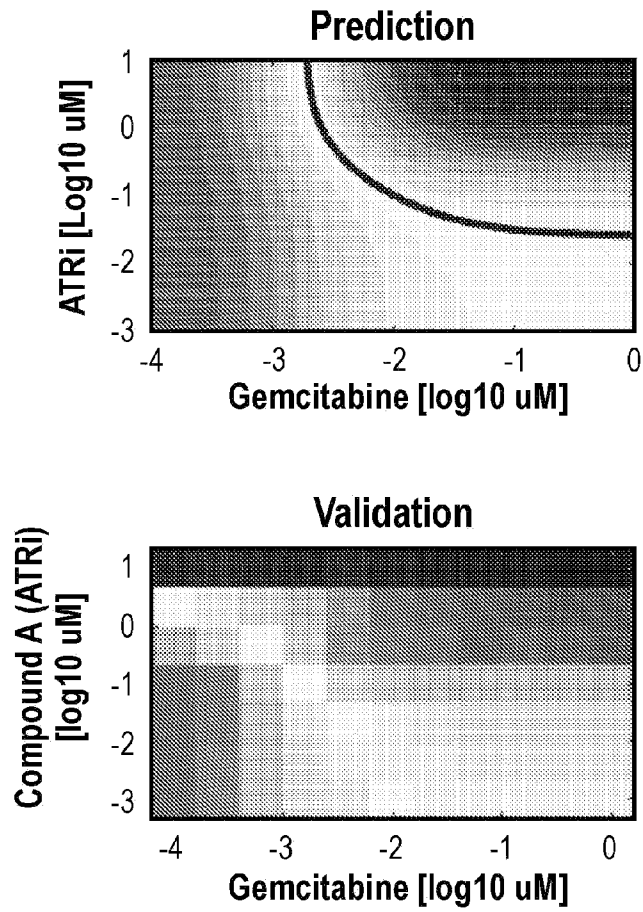 Prediction
ATRi [Log10 uM]
1
0
-1
-2
-3
-4
-3
-2
-1
0
Gemcitabine [log10 uM]
Validation
Compound A (ATRi)
[log10 uM]
1
0
-1
-2
-3
-4
-3
-2
-1
0
Gemcitabine [log10 uM]